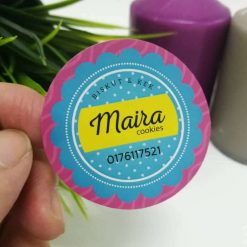 BISKUT & KEK
Maira
cookies
0176117521